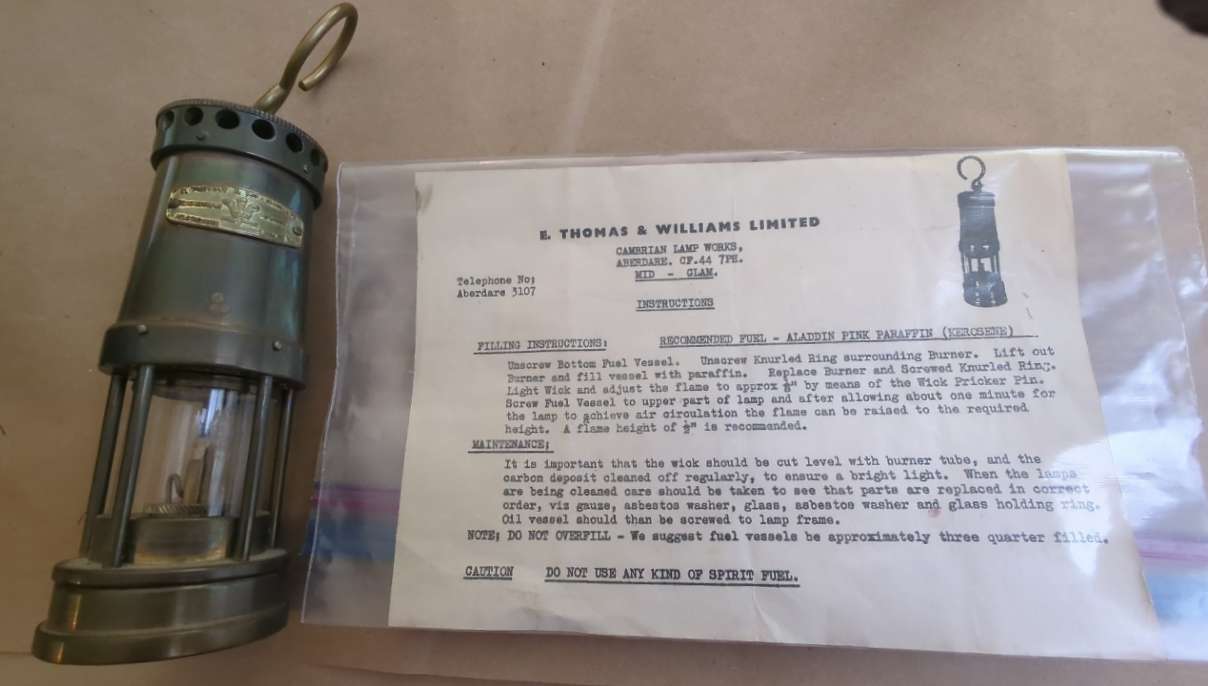 E. THOMAS & WILLIAMS LIMITED
CAMBRIAN LAMP WORKS,
ABERDARE. CF.44 7PH.
MID - GLAM.
Telephone No;
Aberdare 3107
INSTRUCTIONS
FILLING INSTRUCTIONS: RECOMMENDED FUEL - ALADDIN PINK PARAFFIN (KEROSENE)
Unscrew Bottom Fuel Vessel. Unscrew Knurled Ring surrounding Burner. Lift out
Burner and fill vessel with paraffin. Replace Burner and Screwed Knurled Ring.
Light Wick and adjust the flame to approx by means of the Wick Pricker Pin.
Screw Fuel Vessel to upper part of lamp and after allowing about one minute for
the lamp to achieve air circulation the flame can be raised to the required
height. A flame height of ½" is recommended.
MAINTENANCE;
It is important that the wick should be cut level with burner tube, and the
carbon deposit cleaned off regularly, to ensure a bright light. When the lamps
are being cleaned care should be taken to see that parts are replaced in correct
order, viz gauze, asbestos washer, glass, asbestos washer and glass holding ring.
Oil vessel should than be screwed to lamp frame.
NOTE; DO NOT OVERFILL - We suggest fuel vessels be approximately three quarter filled.
CAUTION DO NOT USE ANY KIND OF SPIRIT FUEL.